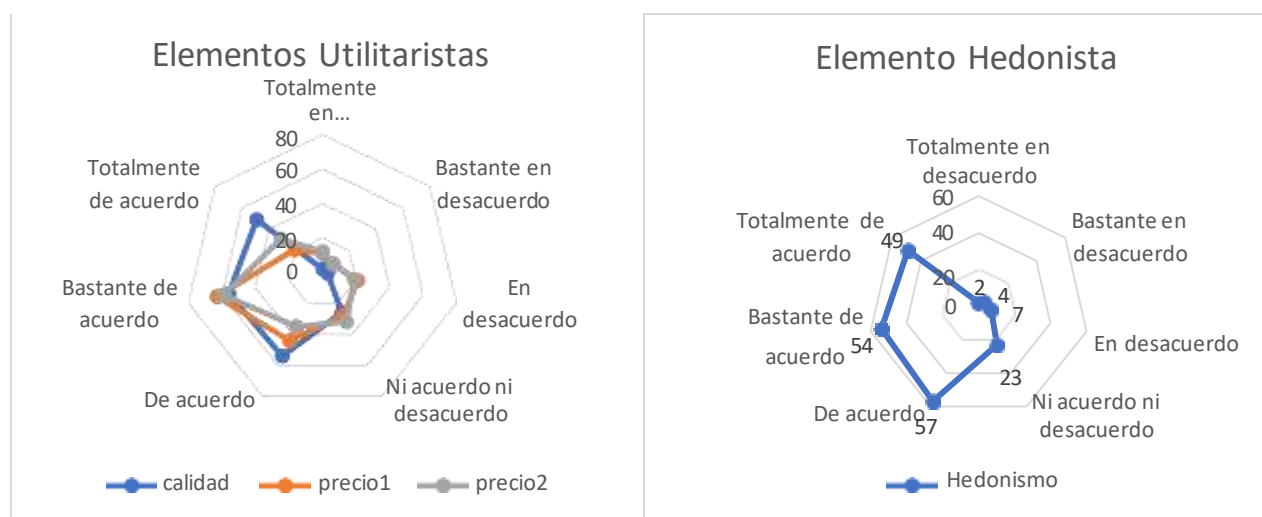 Elementos Utilitaristas
Totalmente
en...
80
60
40
20
0
Bastante en
desacuerdo
En
desacuerdo
Ni acuerdo ni
desacuerdo
De acuerdo
Bastante de
acuerdo
Totalmente
de acuerdo
calidad
precio1
precio2
Elemento Hedonista
Totalmente en
desacuerdo
60
40
20
0
Bastante en
desacuerdo
En desacuerdo
Ni acuerdo ni
desacuerdo
De acuerdo
Bastante de
acuerdo
Totalmente de
acuerdo
2
4
7
23
57
54
49
Hedonismo